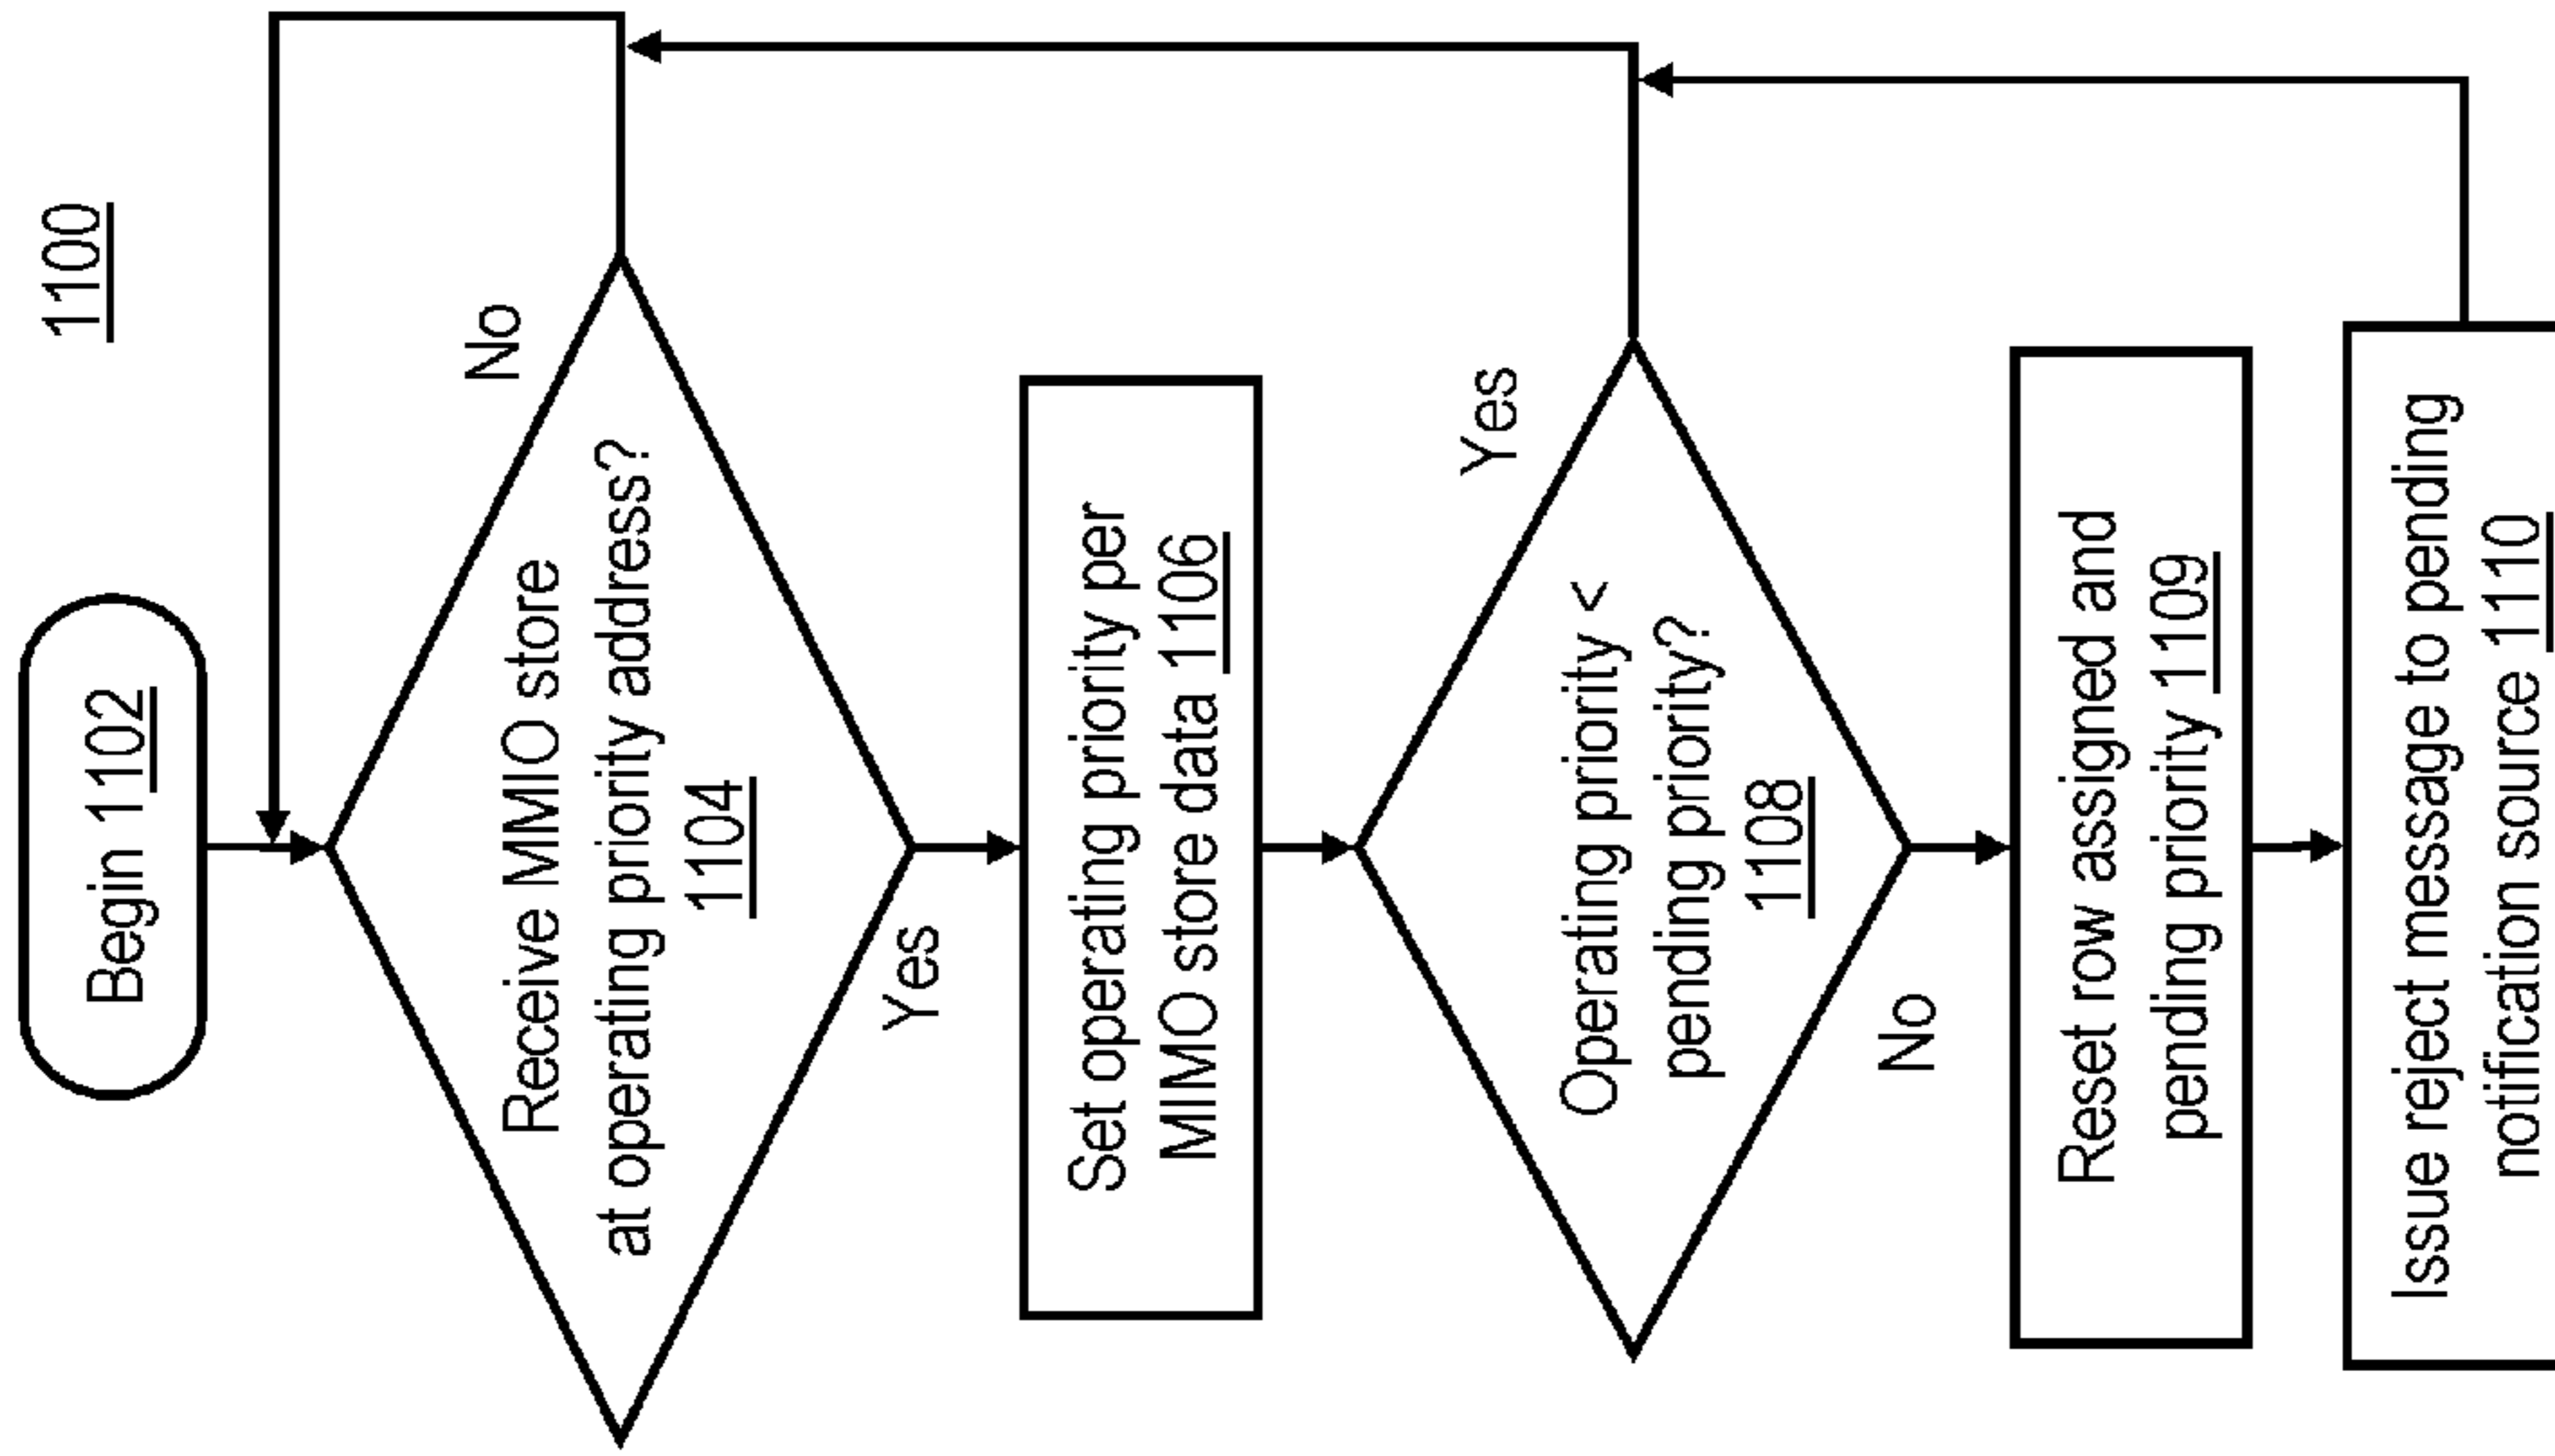 1100
Begin 1102
Receive MMIO store
at operating priority address?
1104
No
Yes
Set operating priority per
MIMO store data 1106
Operating priority <
pending priority?
1108
Yes
No
Reset row assigned and
pending priority 1109
Issue reject message to pending
notification source 1110